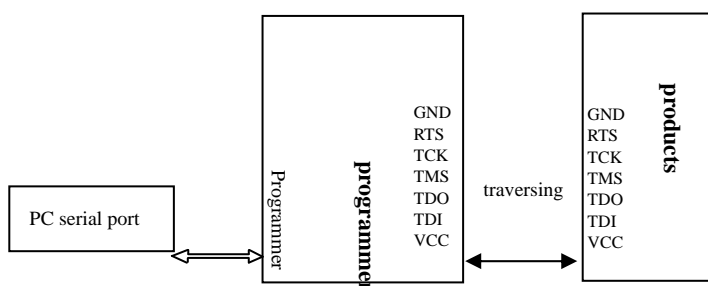 PC serial port
Programmer
programmer
GND
RTS
TCK
TMS
TDO
TDI
VCC
traversing
GND
RTS
TCK
TMS
TDO
TDI
VCC
products